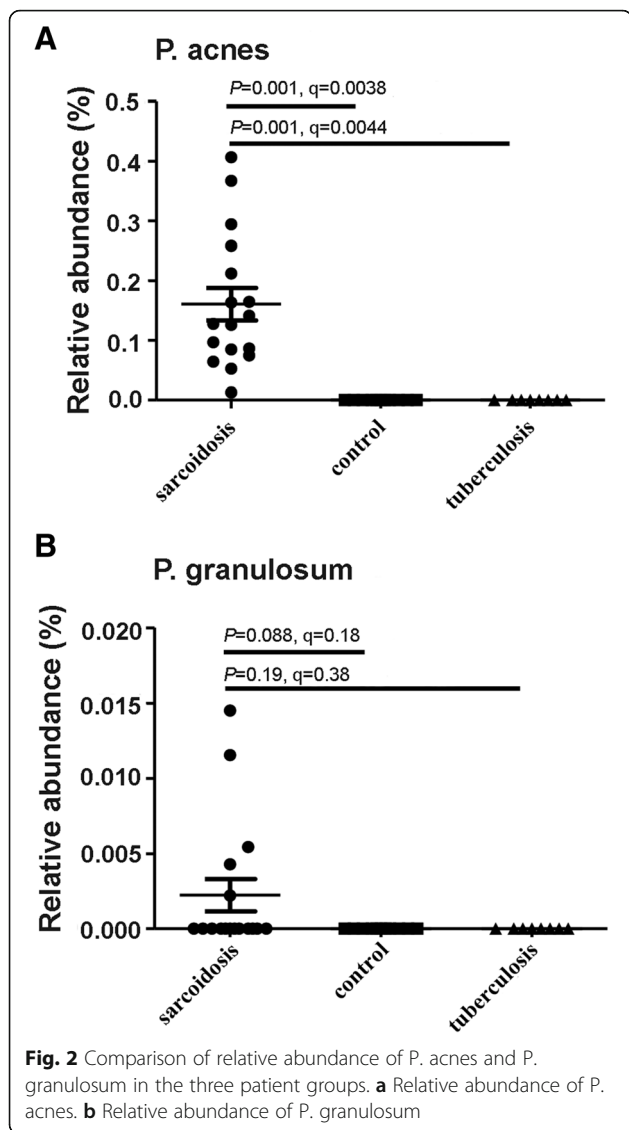 A
P. acnes
P=0.001, q=0.0038
P=0.001, q=0.0044
Relative abundance (%)
0.5
0.4
0.3
0.2
0.1
0.0
sarcoidosis
control
tuberculosis
B
P. granulosum
P=0.088, q=0.18
P=0.19, q=0.38
Relative abundance (%)
0.020
0.015
0.010
0.005
0.000
sarcoidosis
control
tuberculosis
Fig. 2 Comparison of relative abundance of P. acnes and P.
granulosum in the three patient groups. a Relative abundance of P.
acnes. b Relative abundance of P. granulosum